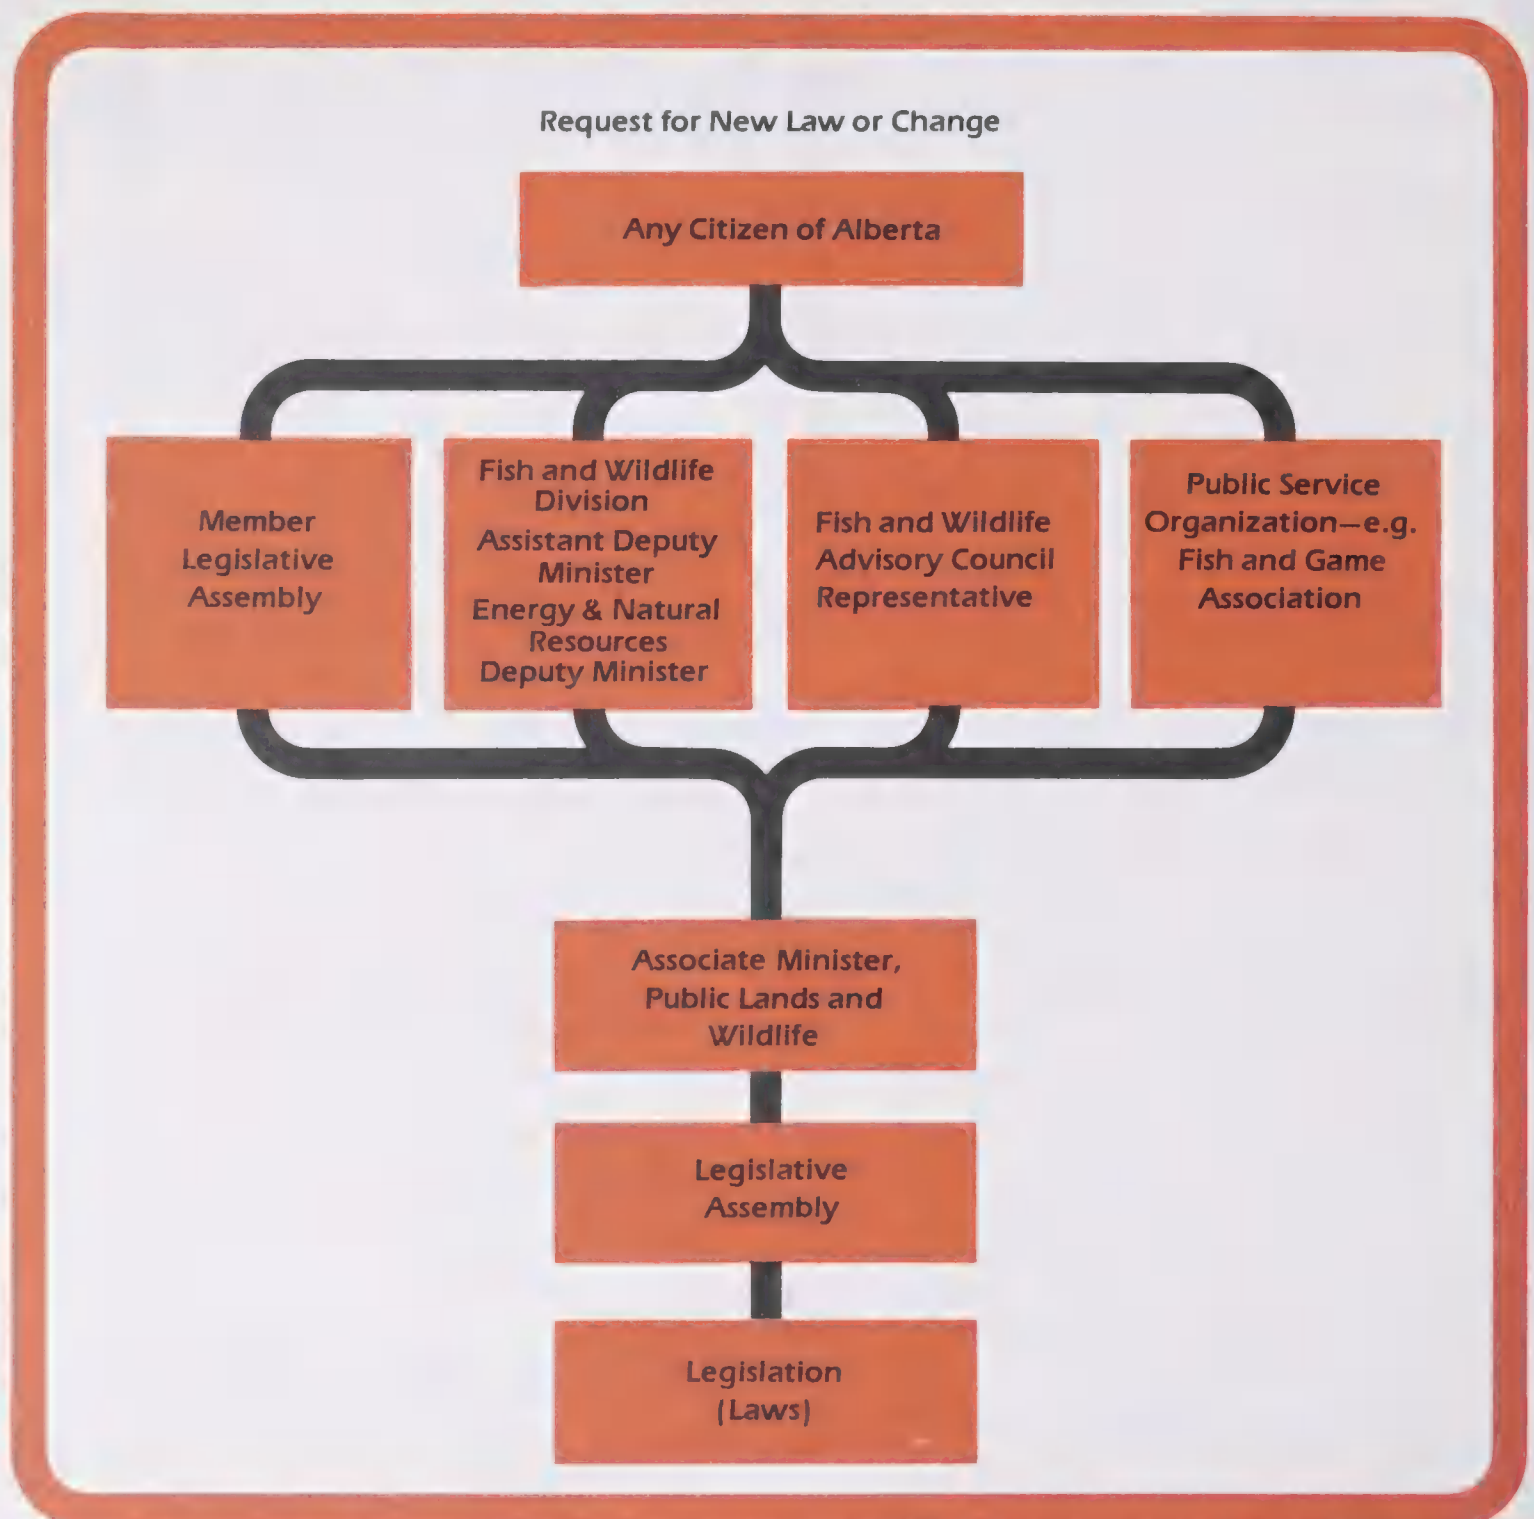 Request for New Law or Change
Any Citizen of Alberta
Member
Legislative
Assembly
Fish and Wildlife
Division
Assistant Deputy
Minister
Energy & Natural
Resources
Deputy Minister
Fish and Wildlife
Advisory Council
Representative
Public Service
Organization—e.g.
Fish and Game
Association
Associate Minister,
Public Lands and
Wildlife
Legislative
Assembly
Legislation
(Laws)